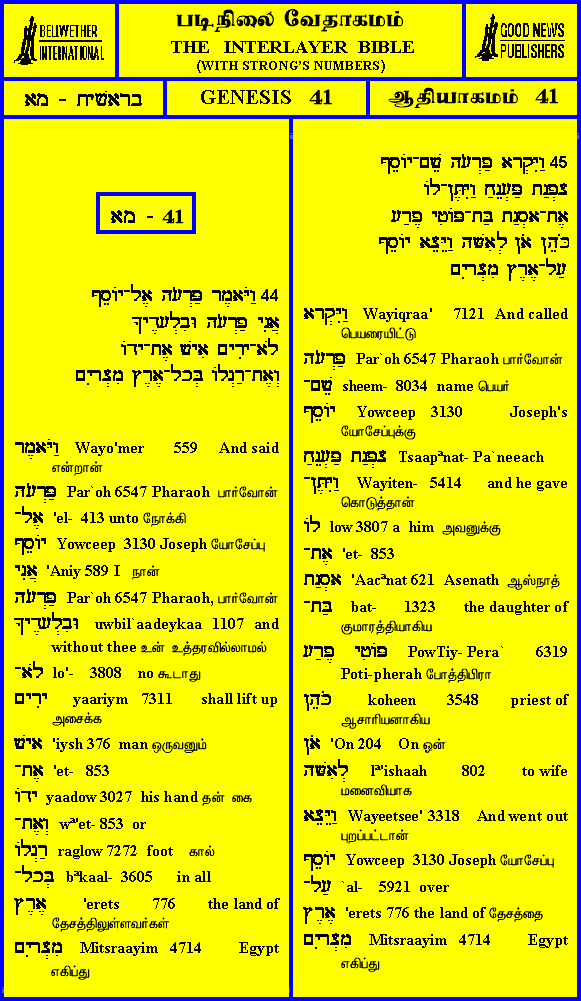 BELLWETHER
INTERNATIONAL
படிநிலை வேதாகமம்
THE INTERLAYER BIBLE
(WITH STRONG'S NUMBERS)
GOOD NEWS
PUBLISHERS
בראשית - מא
GENESIS 41
ஆதியாகமம் 41
מא - 41
44 וַיֹּאמֶר פַּרְעֹה אֶל־יוֹסֵף
אֲנִי פַרְעֹה וּבִלְעָדֶיךָ
לֹא־יָרִים אִישׁ אֶת־יָדוֹ
וְאֶת־רַגְלוֹ בְּכָל־אֶרֶץ מִצְרָיִם
וַיֹּאמֶר Wayo'mer 559 And said
என்றான்
פַּרְעֹה Par`oh 6547 Pharaoh பார்வோன்
אֶל־ 'el- 413 unto நோக்கி
יוֹסֵף Yowceep 3130 Joseph யோசேப்பு
אֲנִי 'Aniy 589 I நான்
פַרְעֹה Par`oh 6547 Pharaoh, பார்வோன்
וּבִלְעָדֶיךָ uwbil`aadeykaa 1107 and
without thee உன் உத்தரவில்லாமல்
לֹא־ lo'- 3808 no கூடாது
יָרִים yaariym 7311 shall lift up
அசைக்க
אִישׁ 'iysh 376 man ஒருவனும்
אֶת־ 'et- 853
יָדוֹ yaadow 3027 his hand தன் கை
וְאֶת־ wª'et- 853 or
רַגְלוֹ raglow 7272 foot கால்
בְּכָל־ bªkaal- 3605 in all
אֶרֶץ 'erets 776 the land of
தேசத்திலுள்ளவர்கள்
מִצְרָיִם Mitsraayim 4714 Egypt
எகிப்து
45 וַיִּקְרָא פַרְעֹה שֵׁם־יוֹסֵף
צָפְנַת פַּעְנֵחַ וַיִּתֶּן־לוֹ
אֶת־אָסְנַת בַּת־פּוֹטִי פֶרַע
כֹּהֵן אֹן לְאִשָּׁה וַיֵּצֵא יוֹסֵף
עַל־אֶרֶץ מִצְרָיִם
וַיִּקְרָא Wayiqraa' 7121 And called
பெயரையிட்டு
פַרְעֹה Par`oh 6547 Pharaoh பார்வோன்
שֵׁם־ sheem- 8034 name பெயர்
יוֹסֵף Yowceep 3130 Joseph's
யோசேப்புக்கு
צָפְנַת פַּעְנֵחַ Tsaapªnat- Pa`neeach
וַיִּתֶּן־ Wayiten- 5414 and he gave
கொடுத்தான்
לוֹ low 3807 a him அவனுக்கு
אֶת־ 'et- 853
אָסְנַת 'Aacªnat 621 Asenath ஆஸ்நாத்
בַּת־ bat- 1323 the daughter of
குமாரத்தியாகிய
פּוֹטִי פֶרַע PowTiy- Pera` 6319
Poti-pherah போத்திபிரா
כֹּהֵן koheen 3548 priest of
ஆசாரியனாகிய
אֹן 'On 204 On ஓன்
לְאִשָּׁה lª'ishaah 802 to wife
மனைவியாக
וַיֵּצֵא Wayeetsee' 3318 And went out
புறப்பட்டான்
יוֹסֵף Yowceep 3130 Joseph யோசேப்பு
עַל־ `al- 5921 over
אֶרֶץ 'erets 776 the land of தேசத்தை
מִצְרָיִם Mitsraayim 4714 Egypt
எகிப்து